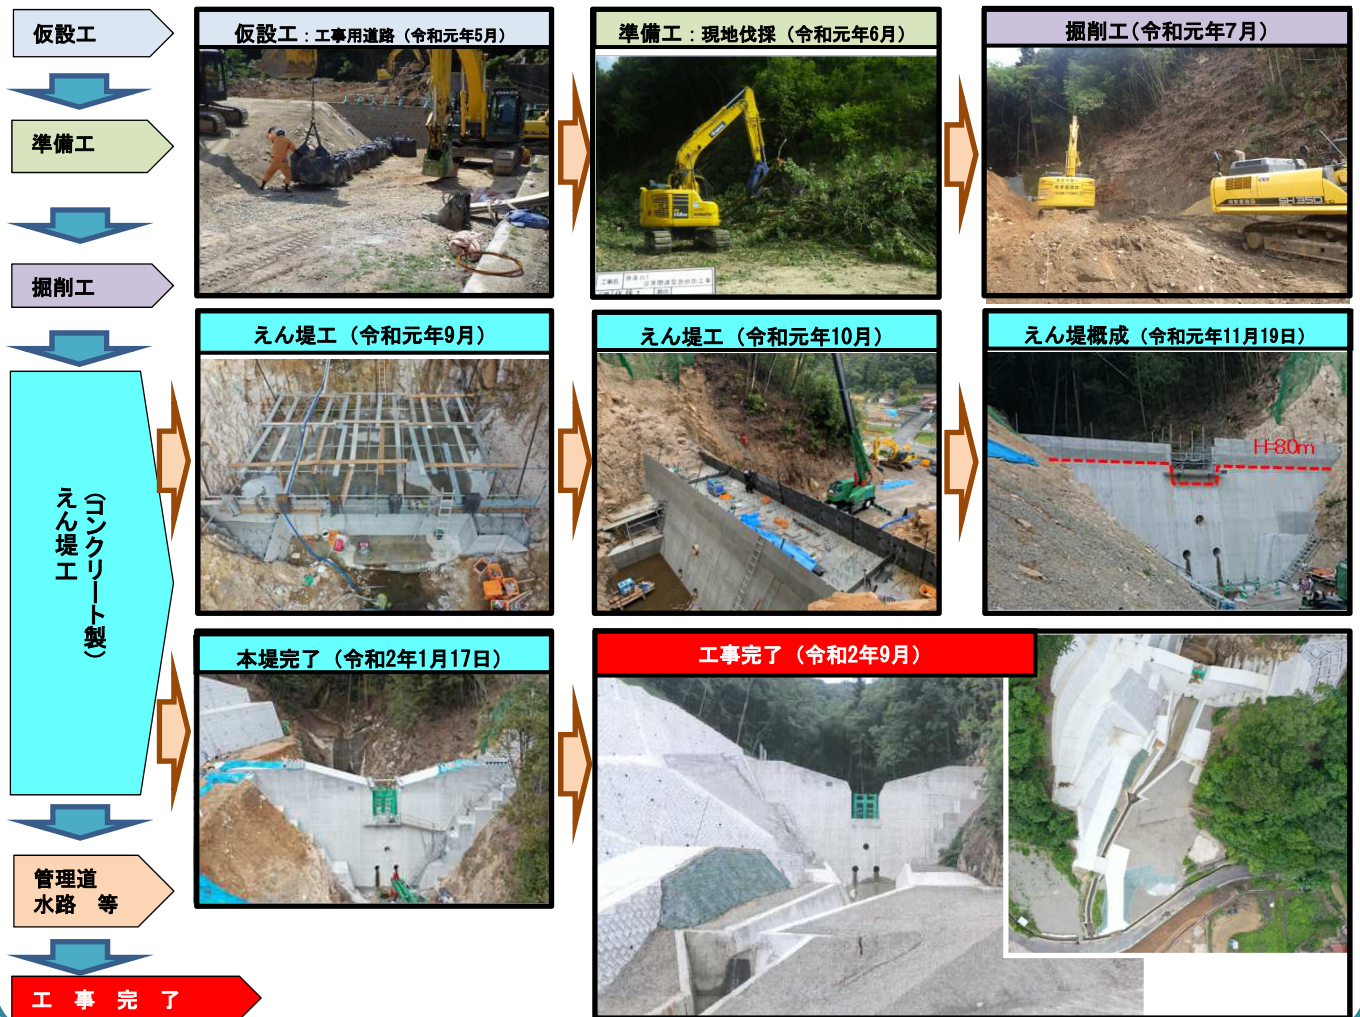 仮設工
準備工
掘削工
えん堤工
（コンクリート製）
管理道
水路　等
工　事　完　了
仮設工：工事用道路（令和元年5月）
準備工：現地伐採（令和元年6月）
工事名
掘削工（令和元年7月）
SH350
えん堤工（令和元年9月）
えん堤工（令和元年10月）
えん堤概成（令和元年11月19日）
H=8.0m
本堤完了（令和2年1月17日）
工事完了（令和2年9月）